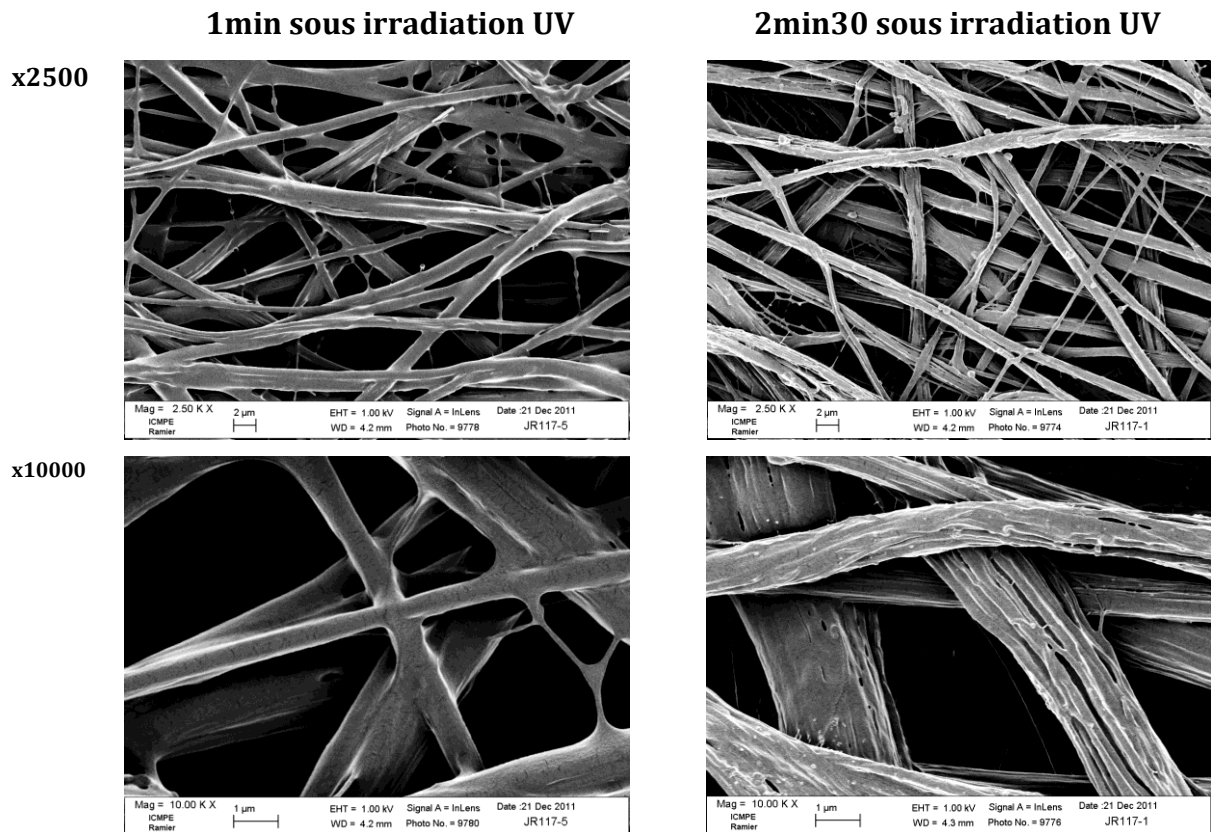 1min sous irradiation UV
2min30 sous irradiation UV
x2500
Mag = 2.50 K X 2 µm EHT = 1.00 kV Signal A = InLens Date :21 Dec 2011
ICMPE WD = 4.2 mm Photo No. = 9778 JR117-5
Ramier
Mag = 2.50 K X 2 µm EHT = 1.00 kV Signal A = InLens Date :21 Dec 2011
ICMPE WD = 4.2 mm Photo No. = 9774 JR117-1
Ramier
x10000
Mag = 10.00 K X 1 µm EHT = 1.00 kV Signal A = InLens Date :21 Dec 2011
ICMPE WD = 4.2 mm Photo No. = 9780 JR117-5
Ramier
Mag = 10.00 K X 1 µm EHT = 1.00 kV Signal A = InLens Date :21 Dec 2011
ICMPE WD = 4.3 mm Photo No. = 9776 JR117-1
Ramier